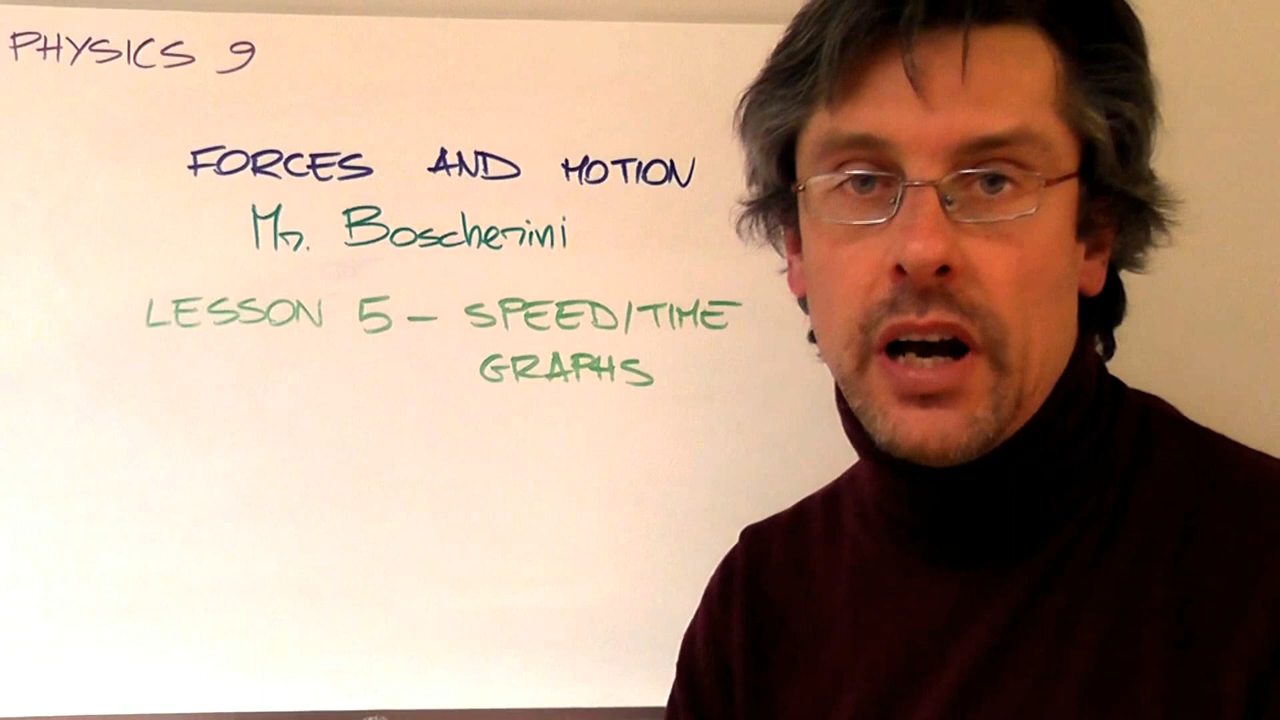 PHYSICS 9
FORCES AND MOTION
Mr. Boscherini
LESSON 5 - SPEED/TIME
GRAPHS